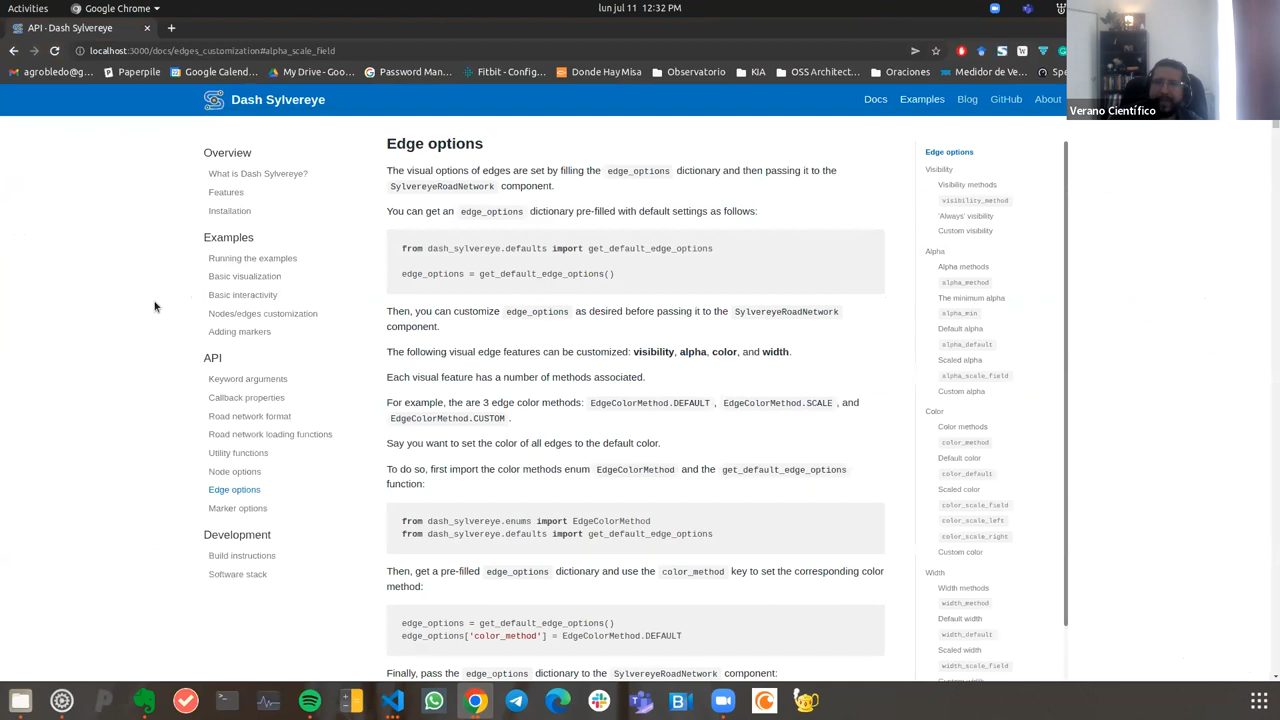 Activities
Google Chrome
lun jul 11 12:32 PM
API - Dash Sylvereye
localhost:3000/docs/edges_customization#alpha_scale_field
agrobledo@g...
Paperpile
Google Calend...
My Drive - Goo...
Password Man...
Fitbit - Config...
Donde Hay Misa
Observatorio
KIA
OSS Architect...
Oraciones
Medidor de V...
Spe
Verano Científico
Dash Sylvereye
Docs
Examples
Blog
GitHub
About
Overview
What is Dash Sylvereye?
Features
Installation
Examples
Running the examples
Basic visualization
Basic interactivity
Nodes/edges customization
Adding markers
API
Keyword arguments
Callback properties
Road network format
Road network loading functions
Utility functions
Node options
Edge options
Marker options
Development
Build instructions
Software stack
Edge options
The visual options of edges are set by filling the edge_options dictionary and then passing it to the
SylvereyeRoadNetwork component.
You can get an edge_options dictionary pre-filled with default settings as follows:
from dash_sylvereye.defaults import get_default_edge_options
edge_options = get_default_edge_options()
Then, you can customize edge_options as desired before passing it to the SylvereyeRoadNetwork
component.
The following visual edge features can be customized: visibility, alpha, color, and width.
Each visual feature has a number of methods associated.
For example, the are 3 edge color methods: EdgeColorMethod.DEFAULT, EdgeColorMethod.SCALE, and
EdgeColorMethod.CUSTOM.
Say you want to set the color of all edges to the default color.
To do so, first import the color methods enum EdgeColorMethod and the get_default_edge_options
function:
from dash_sylvereye.enums import EdgeColorMethod
from dash_sylvereye.defaults import get_default_edge_options
Then, get a pre-filled edge_options dictionary and use the color_method key to set the corresponding color
method:
edge_options = get_default_edge_options()
edge_options['color_method'] = EdgeColorMethod.DEFAULT
Finally, pass the edge_options dictionary to the SylvereyeRoadNetwork component:
Edge options
Visibility
Visibility methods
visibility_method
'Always' visibility
Custom visibility
Alpha
Alpha methods
alpha_method
The minimum alpha
alpha_min
Default alpha
alpha_default
Scaled alpha
alpha_scale_field
Custom alpha
Color
Color methods
color_method
Default color
color_default
Scaled color
color_scale_field
color_scale_left
color_scale_right
Custom color
Width
Width methods
width_method
Default width
width_default
Scaled width
width_scale_field